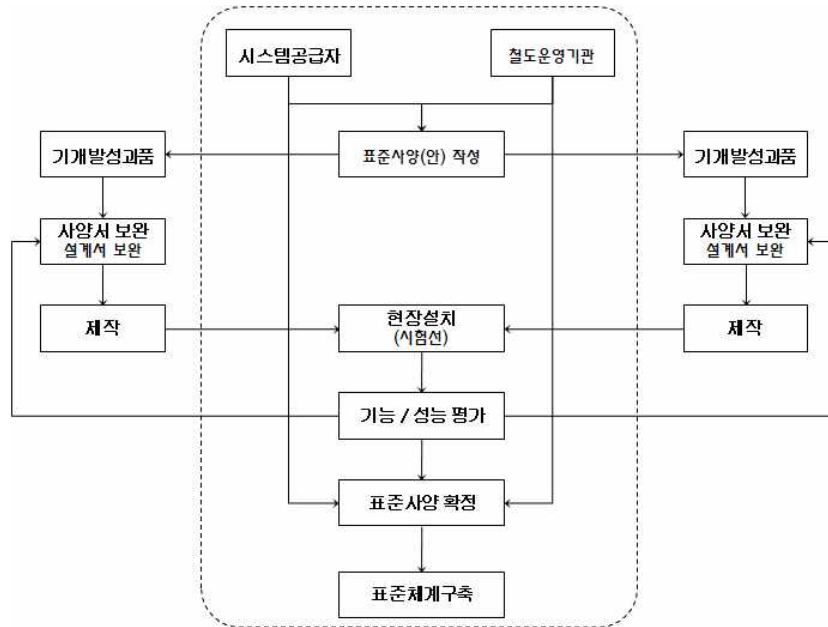 시스템공급자
철도운영기관
기개발성과품
표준사양(안) 작성
기개발성과품
사양서 보완
설계서 보완
사양서 보완
설계서 보완
제작
현장설치
(시험선)
제작
기능 / 성능 평가
표준사양 확정
표준체계구축